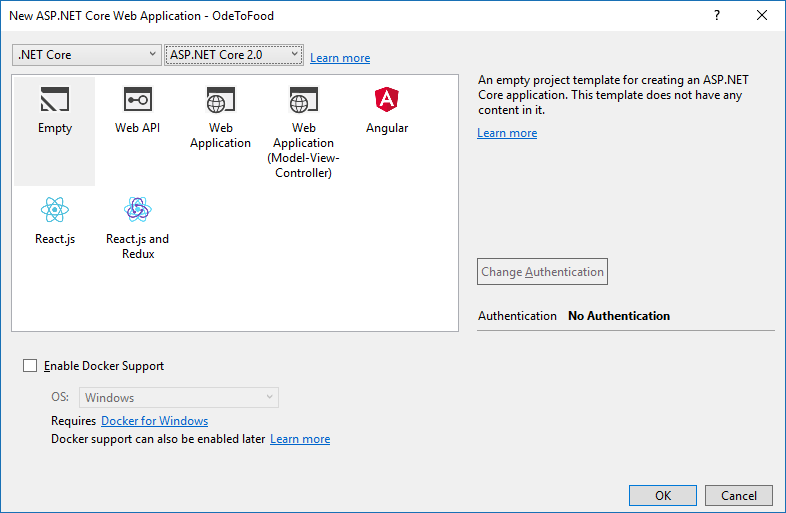 New ASP.NET Core Web Application - OdeToFood
.NET Core
ASP.NET Core 2.0
Learn more
Empty
Web API
Web
Application
Web
Application
(Model-View-
Controller)
Angular
React.js
React.js and
Redux
An empty project template for creating an ASP.NET
Core application. This template does not have any
content in it.
Learn more
Change Authentication
Authentication No Authentication
Enable Docker Support
OS: Windows
Requires Docker for Windows
Docker support can also be enabled later Learn more
OK
Cancel